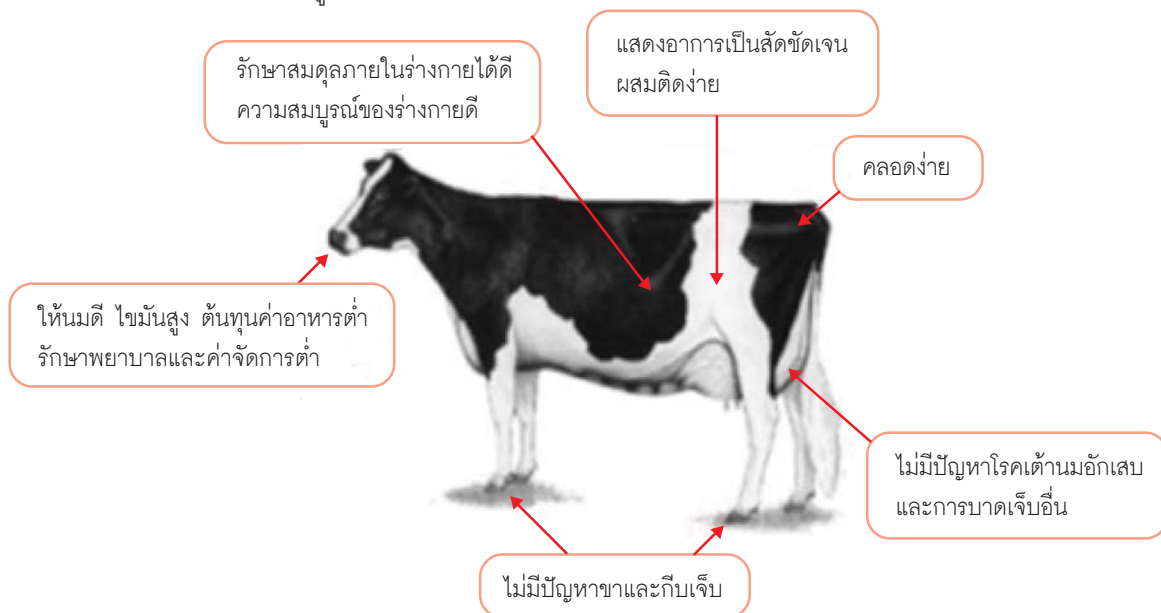 แสดงอาการเป็นสัดชัดเจน
ผสมติดง่าย
รักษาสมดุลภายในร่างกายได้ดี
ความสมบูรณ์ของร่างกายดี
คลอดง่าย
ให้นมดี ไขมันสูง ต้นทุนค่าอาหารต่ำ
รักษาพยาบาลและค่าจัดการต่ำ
ไม่มีปัญหาโรคเต้านมอักเสบ
และการบาดเจ็บอื่น
ไม่มีปัญหาขาและกีบเจ็บ